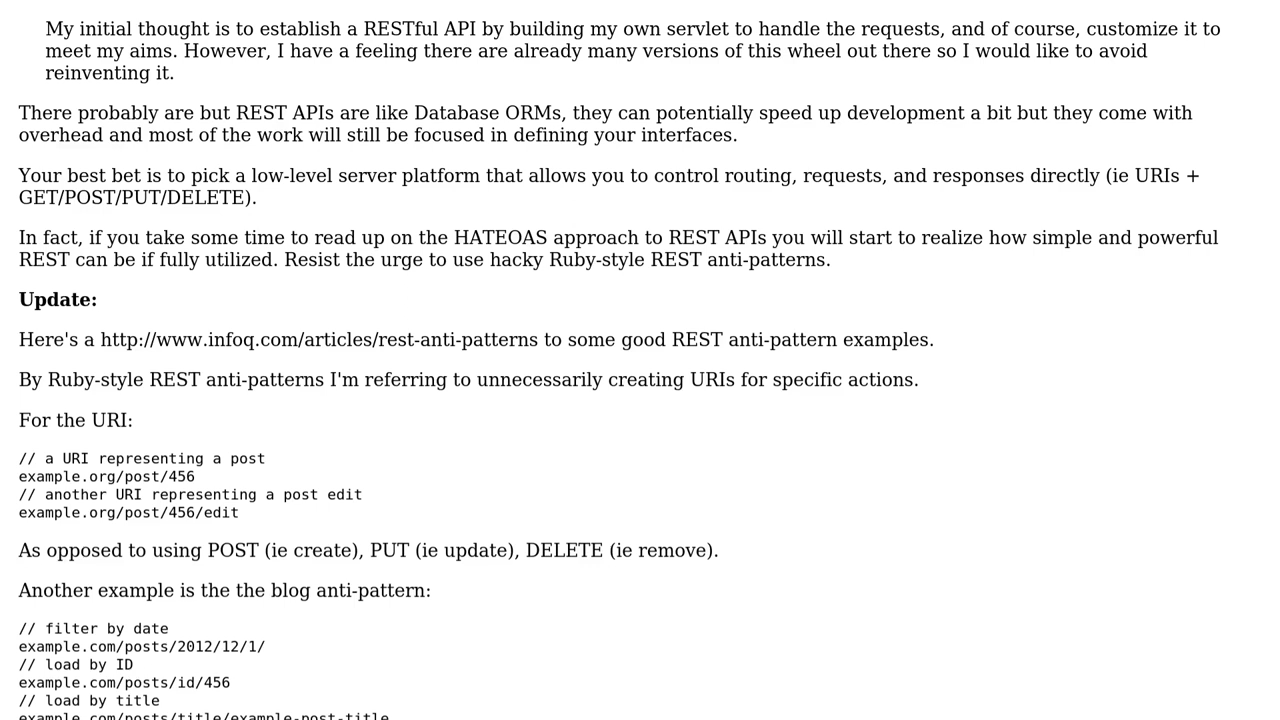 My initial thought is to establish a RESTful API by building my own servlet to handle the requests, and of course, customize it to
meet my aims. However, I have a feeling there are already many versions of this wheel out there so I would like to avoid
reinventing it.
There probably are but REST APIs are like Database ORMs, they can potentially speed up development a bit but they come with
overhead and most of the work will still be focused in defining your interfaces.
Your best bet is to pick a low-level server platform that allows you to control routing, requests, and responses directly (ie URIs +
GET/POST/PUT/DELETE).
In fact, if you take some time to read up on the HATEOAS approach to REST APIs you will start to realize how simple and powerful
REST can be if fully utilized. Resist the urge to use hacky Ruby-style REST anti-patterns.
Update:
Here's a http://www.infoq.com/articles/rest-anti-patterns to some good REST anti-pattern examples.
By Ruby-style REST anti-patterns I'm referring to unnecessarily creating URIs for specific actions.
For the URI:
// a URI representing a post
example.org/post/456
// another URI representing a post edit
example.org/post/456/edit
As opposed to using POST (ie create), PUT (ie update), DELETE (ie remove).
Another example is the the blog anti-pattern:
// filter by date
example.com/posts/2012/12/1/
// load by ID
example.com/posts/id/456
// load by title
example.com/posts/title/example-post-title